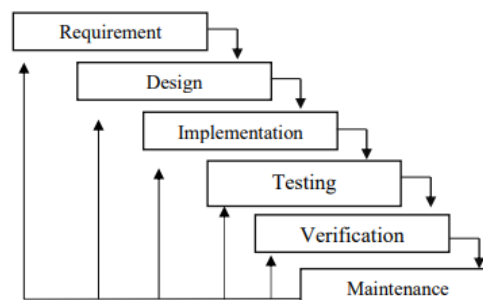 Requirement
Design
Implementation
Testing
Verification
Maintenance